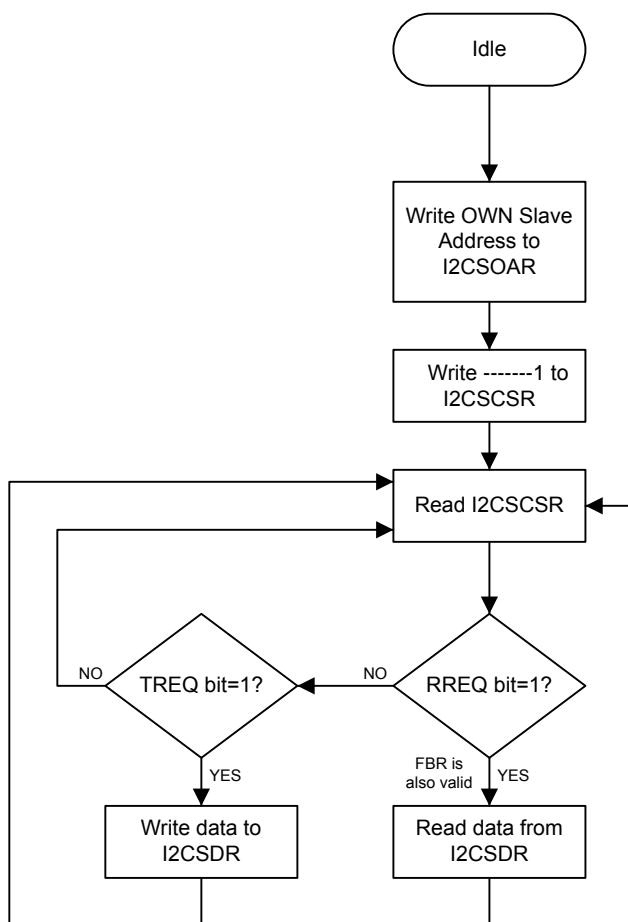 Idle
Write OWN Slave
Address to
I2CSOAR
Write -------1 to
I2CSCSR
Read I2CSCSR
NO
TREQ bit=1?
NO
RREQ bit=1?
YES
FBR is
also valid
YES
Write data to
I2CSDR
Read data from
I2CSDR